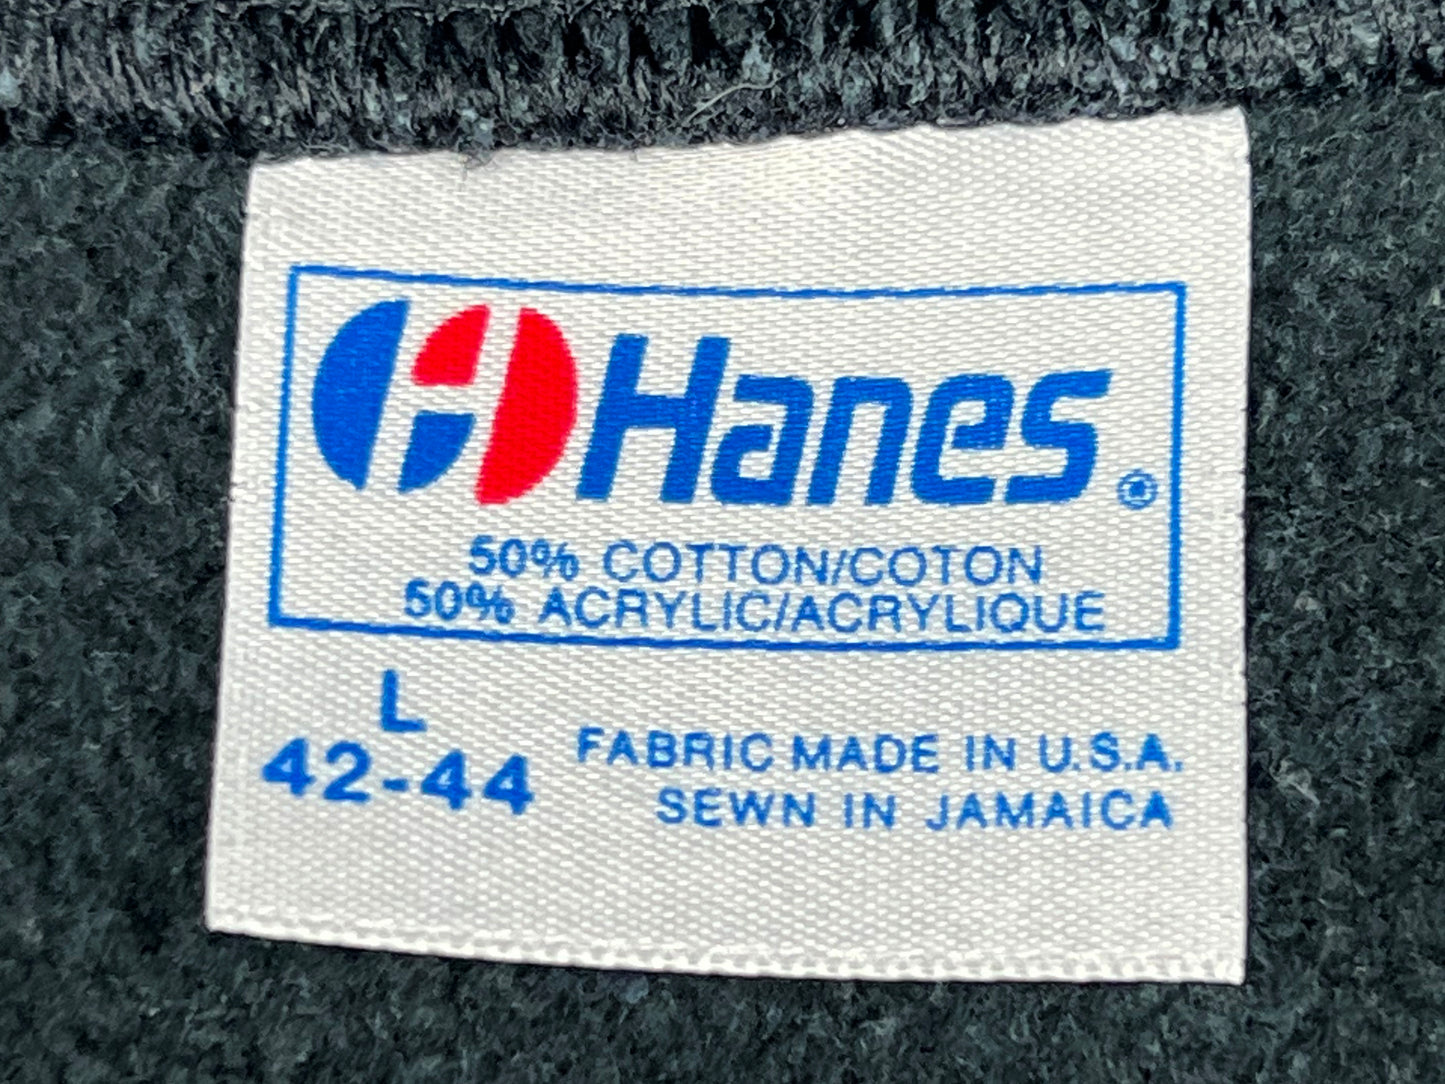 Hanes ®
50% COTTON/COTON
50% ACRYLIC/ACRYLIQUE
L
42-44
FABRIC MADE IN U.S.A.
SEWN IN JAMAICA